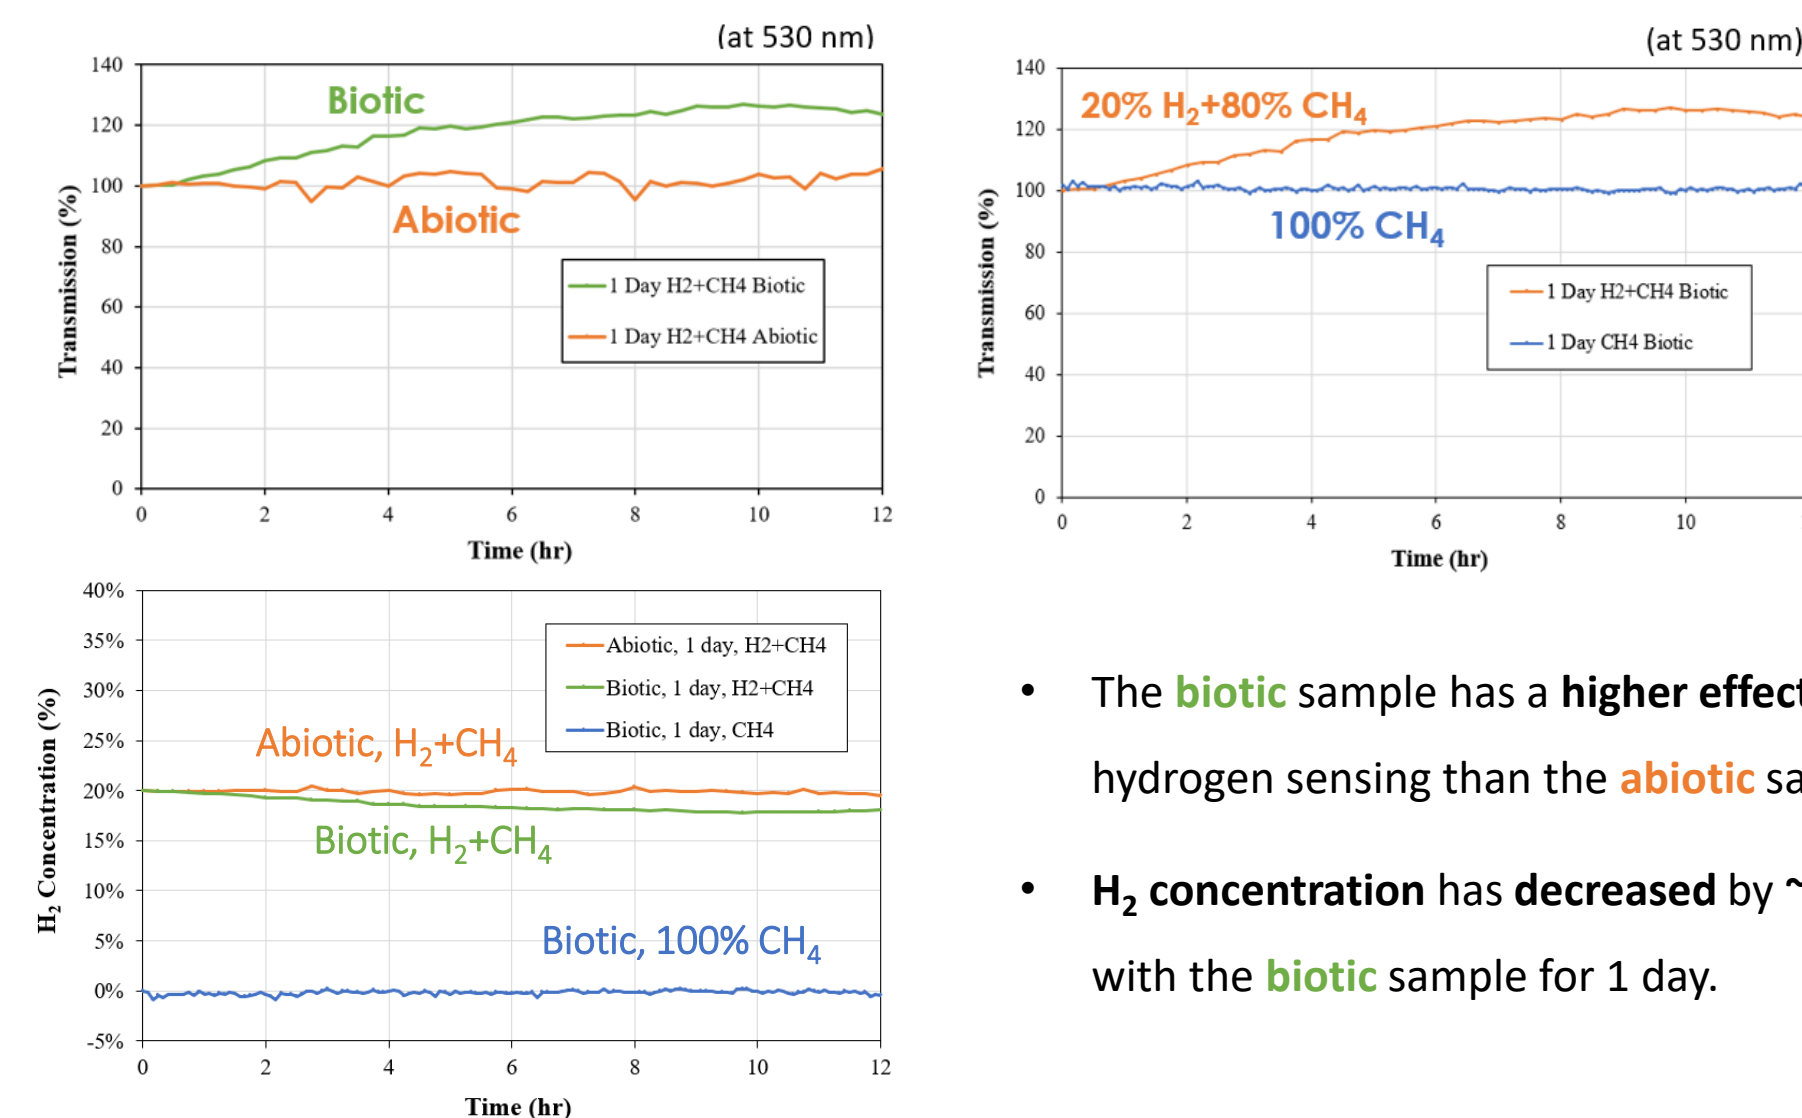 (at 530 nm)
140
120
100
80
60
40
20
0
Transmission (%)
Biotic
Abiotic
1 Day H2+CH4 Biotic
1 Day H2+CH4 Abiotic
0 2 4 6 8 10 12
Time (hr)
(at 530 nm)
140
120
100
80
60
40
20
0
Transmission (%)
20% H₂+80% CH₄
100% CH₄
1 Day H2+CH4 Biotic
1 Day CH4 Biotic
0 2 4 6 8 10
Time (hr)
40%
35%
30%
25%
20%
15%
10%
5%
0%
-5%
H₂ Concentration (%)
Abiotic, 1 day, H2+CH4
Biotic, 1 day, H2+CH4
Biotic, 1 day, CH4
Abiotic, H₂+CH₄
Biotic, H₂+CH₄
Biotic, 100% CH₄
0 2 4 6 8 10 12
Time (hr)
• The biotic sample has a higher effect
hydrogen sensing than the abiotic sa
• H₂ concentration has decreased by ~
with the biotic sample for 1 day.